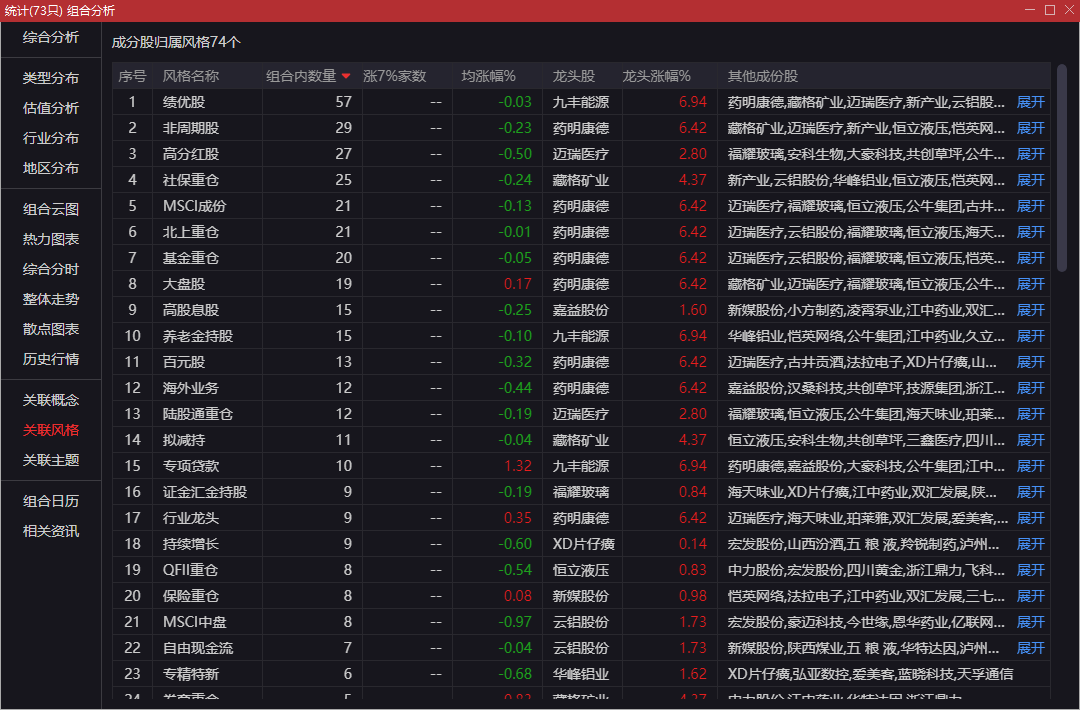 统计(73只) 组合分析
综合分析
类型分布
估值分析
行业分布
地区分布
组合云图
热力图表
综合分时
整体走势
散点图表
历史行情
关联概念
关联风格
关联主题
组合日历
相关资讯
成分股归属风格74个
序号 风格名称 组合内数量 涨7%家数 均涨幅% 龙头股 龙头涨幅% 其他成份股
1 绩优股 57 -- -0.03 九丰能源 6.94 药明康德,藏格矿业,迈瑞医疗,新产业,云铝股... 展开
2 非周期股 29 -- -0.23 药明康德 6.42 藏格矿业,迈瑞医疗,新产业,恒立液压,恺英网... 展开
3 高分红股 27 -- -0.50 迈瑞医疗 2.80 福耀玻璃,安科生物,大豪科技,共创草坪,公牛... 展开
4 社保重仓 25 -- -0.24 藏格矿业 4.37 新产业,云铝股份,华峰铝业,恒立液压,恺英网... 展开
5 MSCI成份 21 -- -0.13 药明康德 6.42 迈瑞医疗,福耀玻璃,恒立液压,公牛集团,古井... 展开
6 北上重仓 21 -- -0.01 药明康德 6.42 迈瑞医疗,云铝股份,福耀玻璃,恒立液压,海天... 展开
7 基金重仓 20 -- -0.05 药明康德 6.42 迈瑞医疗,云铝股份,福耀玻璃,恒立液压,恺英... 展开
8 大盘股 19 -- 0.17 药明康德 6.42 藏格矿业,迈瑞医疗,福耀玻璃,恒立液压,公牛... 展开
9 高股息股 15 -- -0.25 嘉益股份 1.60 新媒股份,小方制药,凌霄泵业,江中药业,双汇... 展开
10 养老金持股 15 -- -0.10 九丰能源 6.94 华峰铝业,恺英网络,公牛集团,江中药业,久立... 展开
11 百元股 13 -- -0.32 药明康德 6.42 迈瑞医疗,古井贡酒,法拉电子,XD片仔癀,山... 展开
12 海外业务 12 -- -0.44 药明康德 6.42 嘉益股份,汉桑科技,共创草坪,技源集团,浙江... 展开
13 陆股通重仓 12 -- -0.19 迈瑞医疗 2.80 福耀玻璃,恒立液压,公牛集团,海天味业,珀莱... 展开
14 拟减持 11 -- -0.04 藏格矿业 4.37 恒立液压,安科生物,共创草坪,三鑫医疗,四川... 展开
15 专项贷款 10 -- 1.32 九丰能源 6.94 药明康德,嘉益股份,大豪科技,公牛集团,江中... 展开
16 证金汇金持股 9 -- -0.19 福耀玻璃 0.84 海天味业,XD片仔癀,江中药业,双汇发展,陕... 展开
17 行业龙头 9 -- 0.35 药明康德 6.42 迈瑞医疗,海天味业,珀莱雅,双汇发展,爱美客,... 展开
18 持续增长 9 -- -0.60 XD片仔癀 0.14 宏发股份,山西汾酒,五 粮 液,羚锐制药,泸州... 展开
19 QFII重仓 8 -- -0.54 恒立液压 0.83 中力股份,宏发股份,四川黄金,浙江鼎力,飞科... 展开
20 保险重仓 8 -- 0.08 新媒股份 0.98 恺英网络,法拉电子,江中药业,双汇发展,三七... 展开
21 MSCI中盘 8 -- -0.97 云铝股份 1.73 宏发股份,豪迈科技,今世缘,恩华药业,亿联网... 展开
22 自由现金流 7 -- -0.04 云铝股份 1.73 新媒股份,陕西煤业,五 粮 液,华特达因,泸州... 展开
23 专精特新 6 -- -0.68 华峰铝业 1.62 XD片仔癀,弘亚数控,爱美客,蓝晓科技,天孚通信
24 券商重仓 5 -- 0.83 藏格矿业 4.37 中力股份,江中药业,华特达因,浙江鼎力